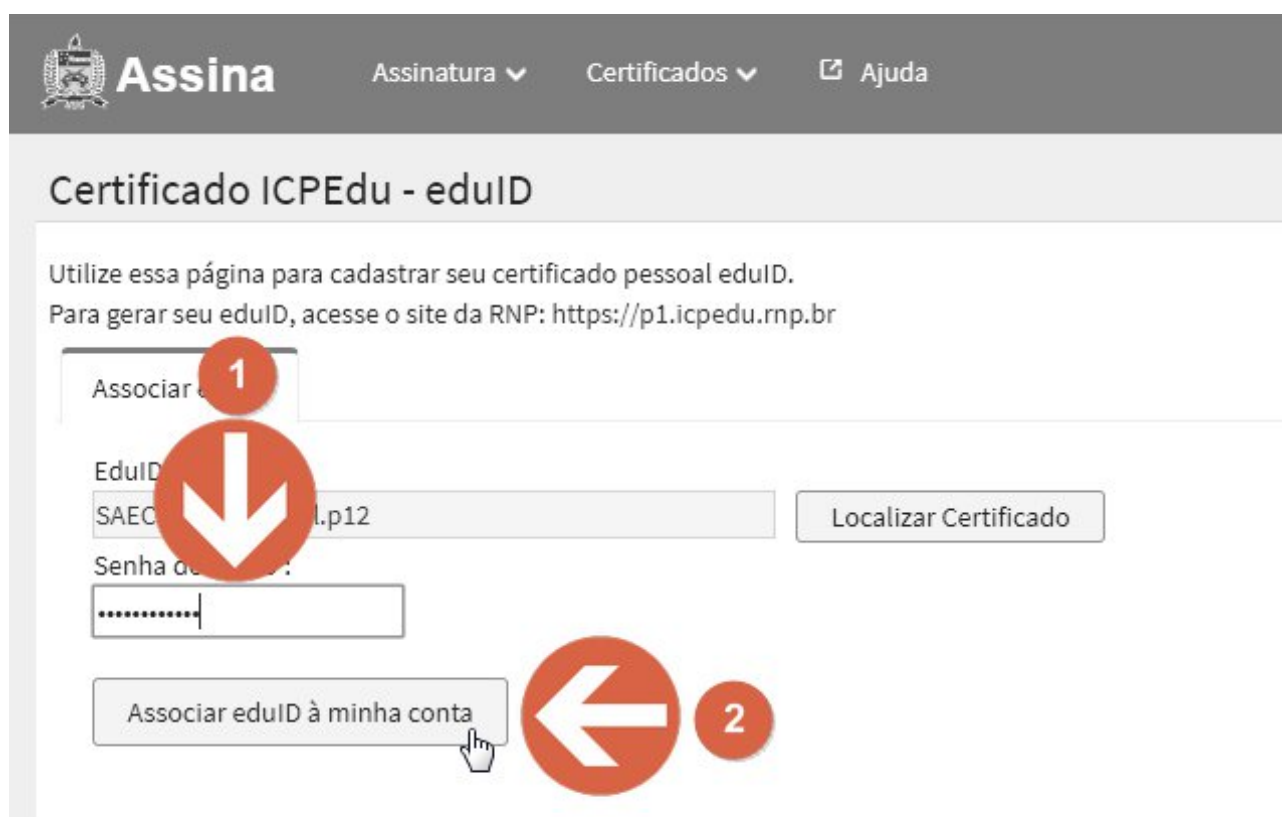 Assina
Assinatura Certificados Ajuda
Certificado ICPEdu - eduID
Utilize essa página para cadastrar seu certificado pessoal eduID.
Para gerar seu eduID, acesse o site da RNP: https://p1.icpedu.rnp.br
1
Associar
EduID
SAEC l.p12 Localizar Certificado
Senha do :
••••••••••••
Associar eduID à minha conta
2